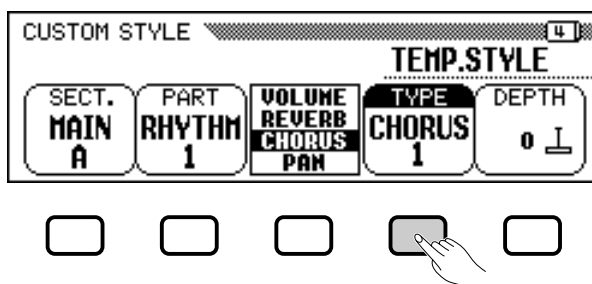 CUSTOM STYLE
4
TEMP.STYLE
SECT.
MAIN
A
PART
RHYTHM
1
VOLUME
REVERB
CHORUS
PAN
TYPE
CHORUS
1
DEPTH
0